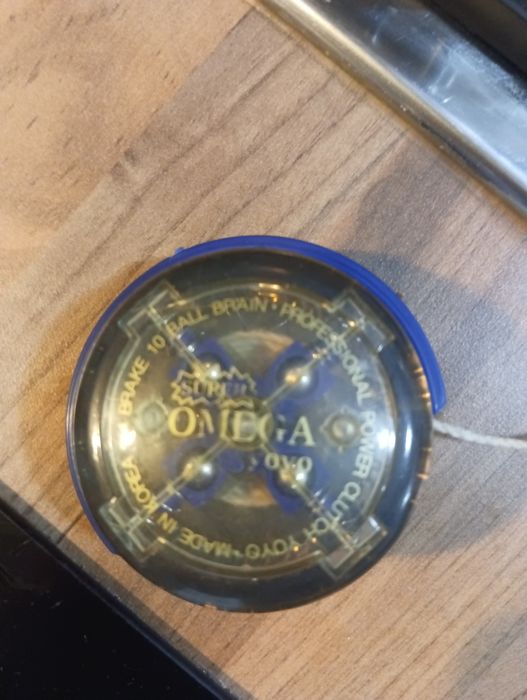 SUPER
OMEGA
YOYO
BRAKE 10 BALL BRAIN · PROFESSIONAL POWER CLUTCH YOYO · MADE IN KOREA